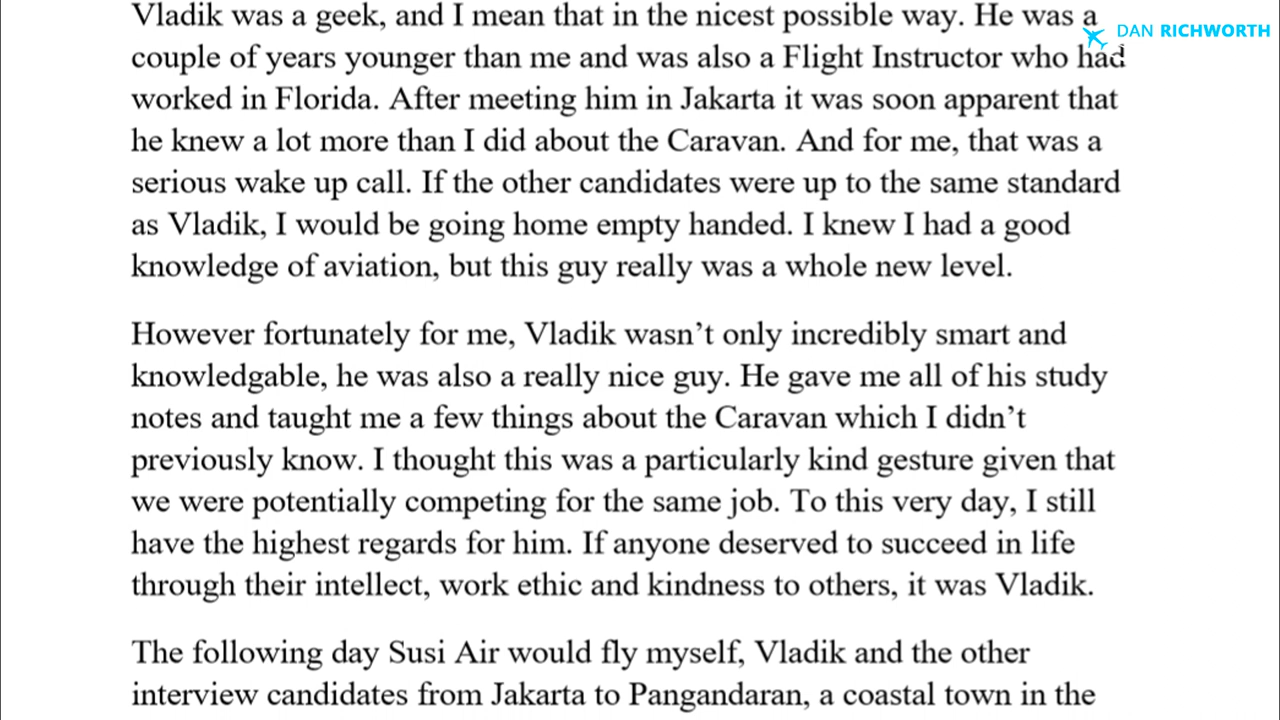 Vladik was a geek, and I mean that in the nicest possible way. He was a
DAN RICHWORTH
couple of years younger than me and was also a Flight Instructor who had
worked in Florida. After meeting him in Jakarta it was soon apparent that
he knew a lot more than I did about the Caravan. And for me, that was a
serious wake up call. If the other candidates were up to the same standard
as Vladik, I would be going home empty handed. I knew I had a good
knowledge of aviation, but this guy really was a whole new level.
However fortunately for me, Vladik wasn’t only incredibly smart and
knowledgable, he was also a really nice guy. He gave me all of his study
notes and taught me a few things about the Caravan which I didn’t
previously know. I thought this was a particularly kind gesture given that
we were potentially competing for the same job. To this very day, I still
have the highest regards for him. If anyone deserved to succeed in life
through their intellect, work ethic and kindness to others, it was Vladik.
The following day Susi Air would fly myself, Vladik and the other
interview candidates from Jakarta to Pangandaran, a coastal town in the